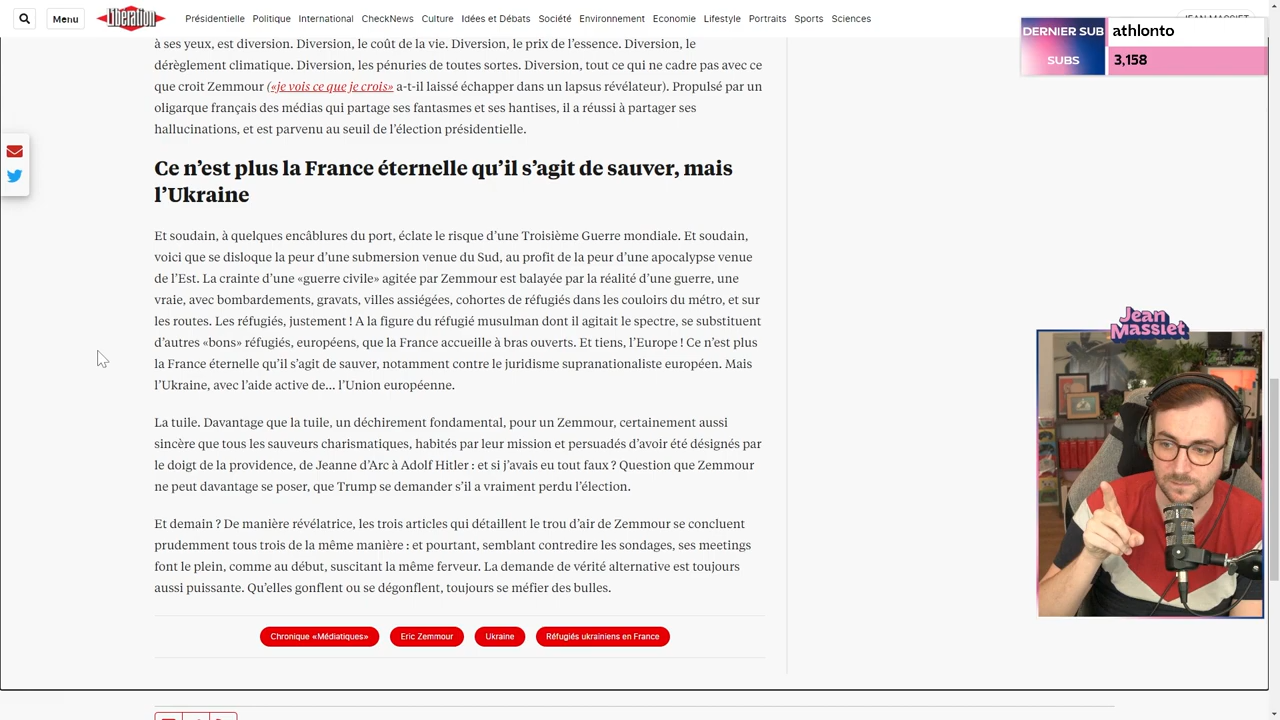 Menu
Libération
Présidentielle Politique International CheckNews Culture Idées et Débats Société Environnement Economie Lifestyle Portraits Sports Sciences
JEAN MASSIET
DERNIER SUB
athlonto
SUBS
3,158
à ses yeux, est diversion. Diversion, le coût de la vie. Diversion, le prix de l’essence. Diversion, le
dérèglement climatique. Diversion, les pénuries de toutes sortes. Diversion, tout ce qui ne cadre pas avec ce
que croit Zemmour («je vois ce que je crois» a-t-il laissé échapper dans un lapsus révélateur). Propulsé par un
oligarque français des médias qui partage ses fantasmes et ses hantises, il a réussi à partager ses
hallucinations, et est parvenu au seuil de l’élection présidentielle.
Ce n’est plus la France éternelle qu’il s’agit de sauver, mais
l’Ukraine
Et soudain, à quelques encâblures du port, éclate le risque d’une Troisième Guerre mondiale. Et soudain,
voici que se disloque la peur d’une submersion venue du Sud, au profit de la peur d’une apocalypse venue
de l’Est. La crainte d’une «guerre civile» agitée par Zemmour est balayée par la réalité d’une guerre, une
vraie, avec bombardements, gravats, villes assiégées, cohortes de réfugiés dans les couloirs du métro, et sur
les routes. Les réfugiés, justement ! A la figure du réfugié musulman dont il agitait le spectre, se substituent
d’autres «bons» réfugiés, européens, que la France accueille à bras ouverts. Et tiens, l’Europe ! Ce n’est plus
la France éternelle qu’il s’agit de sauver, notamment contre le juridisme supranationaliste européen. Mais
l’Ukraine, avec l’aide active de… l’Union européenne.
La tuile. Davantage que la tuile, un déchirement fondamental, pour un Zemmour, certainement aussi
sincère que tous les sauveurs charismatiques, habités par leur mission et persuadés d’avoir été désignés par
le doigt de la providence, de Jeanne d’Arc à Adolf Hitler : et si j’avais eu tout faux ? Question que Zemmour
ne peut davantage se poser, que Trump se demander s’il a vraiment perdu l’élection.
Et demain ? De manière révélatrice, les trois articles qui détaillent le trou d’air de Zemmour se concluent
prudemment tous trois de la même manière : et pourtant, semblant contredire les sondages, ses meetings
font le plein, comme au début, suscitant la même ferveur. La demande de vérité alternative est toujours
aussi puissante. Qu’elles gonflent ou se dégonflent, toujours se méfier des bulles.
Chronique «Médiatiques» Eric Zemmour Ukraine Réfugiés ukrainiens en France
Jean
Massiet